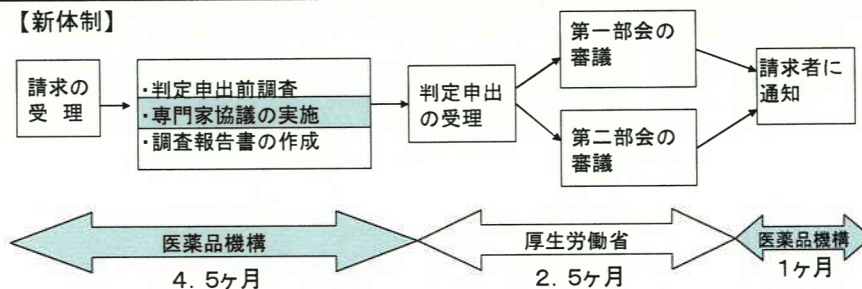 【新体制】
請求の
受 理
・判定申出前調査
・専門家協議の実施
・調査報告書の作成
判定申出
の受理
第一部会の
審議
第二部会の
審議
請求者に
通知
医薬品機構
厚生労働省
医薬品機構
4．5ヶ月
2．5ヶ月
1ヶ月